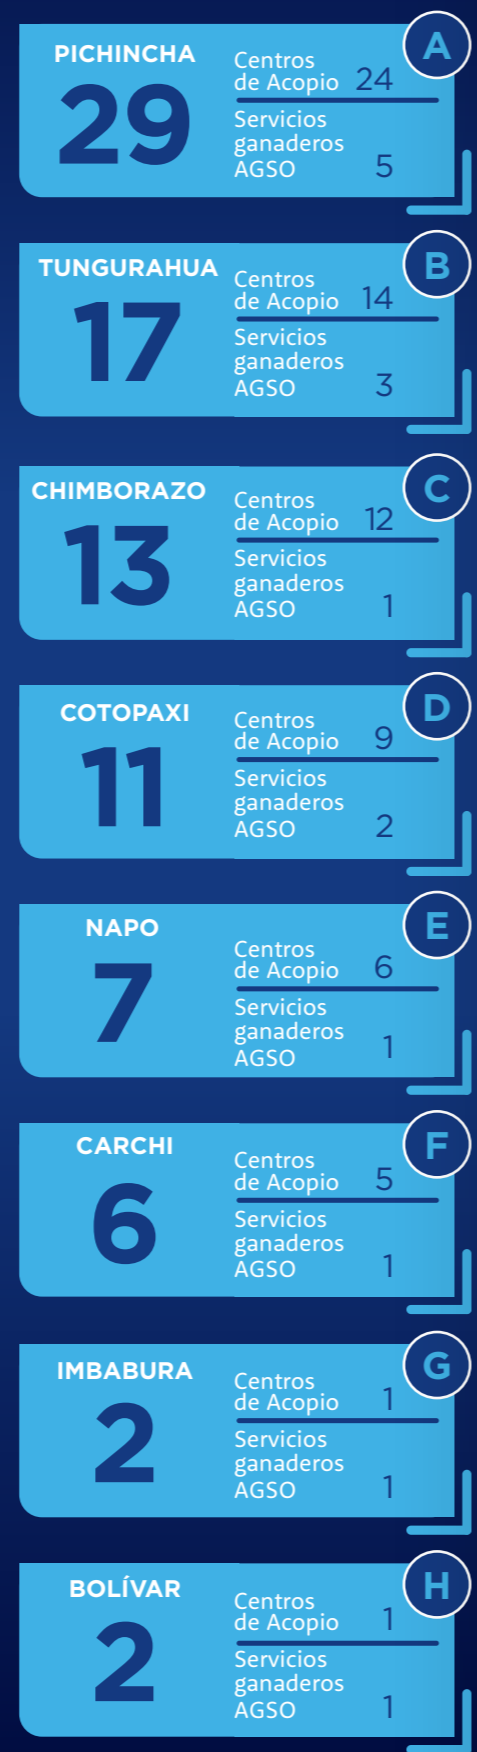 A
PICHINCHA
29
Centros
de Acopio 24
Servicios
ganaderos
AGSO 5
B
TUNGURAHUA
17
Centros
de Acopio 14
Servicios
ganaderos
AGSO 3
C
CHIMBORAZO
13
Centros
de Acopio 12
Servicios
ganaderos
AGSO 1
D
COTOPAXI
11
Centros
de Acopio 9
Servicios
ganaderos
AGSO 2
E
NAPO
7
Centros
de Acopio 6
Servicios
ganaderos
AGSO 1
F
CARCHI
6
Centros
de Acopio 5
Servicios
ganaderos
AGSO 1
G
IMBABURA
2
Centros
de Acopio 1
Servicios
ganaderos
AGSO 1
H
BOLÍVAR
2
Centros
de Acopio 1
Servicios
ganaderos
AGSO 1